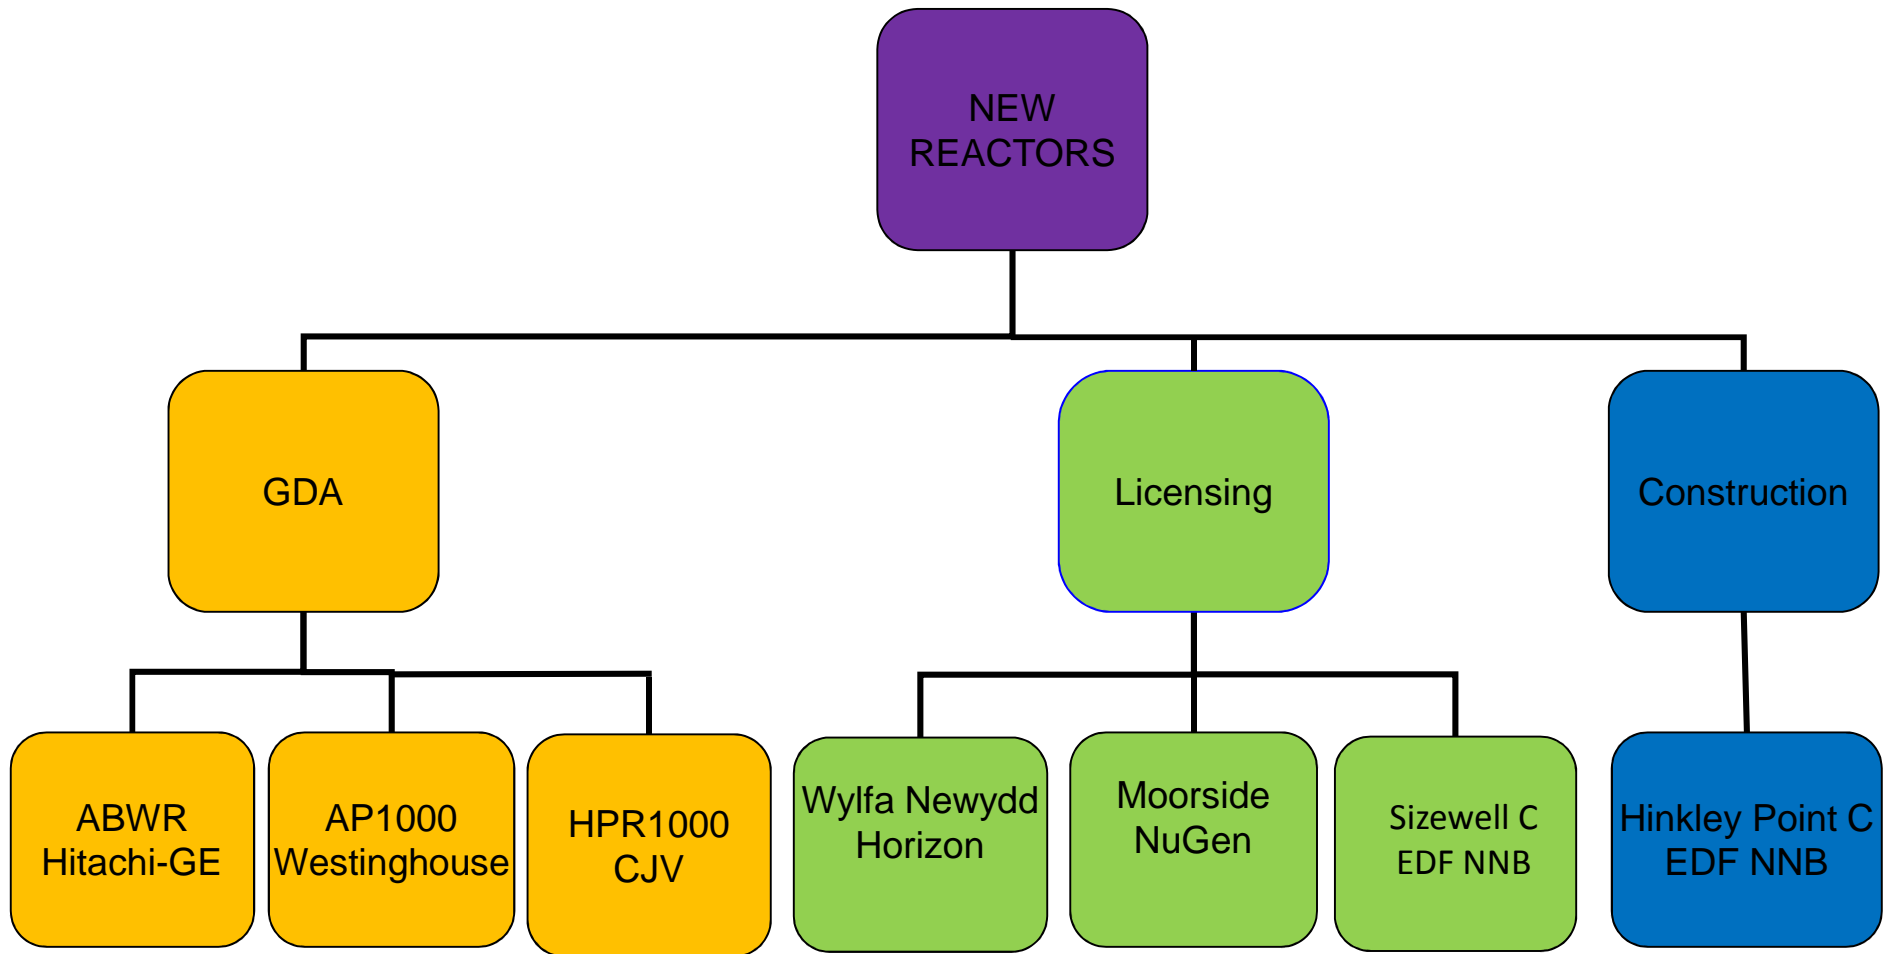 NEW
REACTORS
GDA
Licensing
Construction
ABWR
Hitachi-GE
AP1000
Westinghouse
HPR1000
CJV
Wylfa Newydd
Horizon
Moorside
NuGen
Sizewell C
EDF NNB
Hinkley Point C
EDF NNB